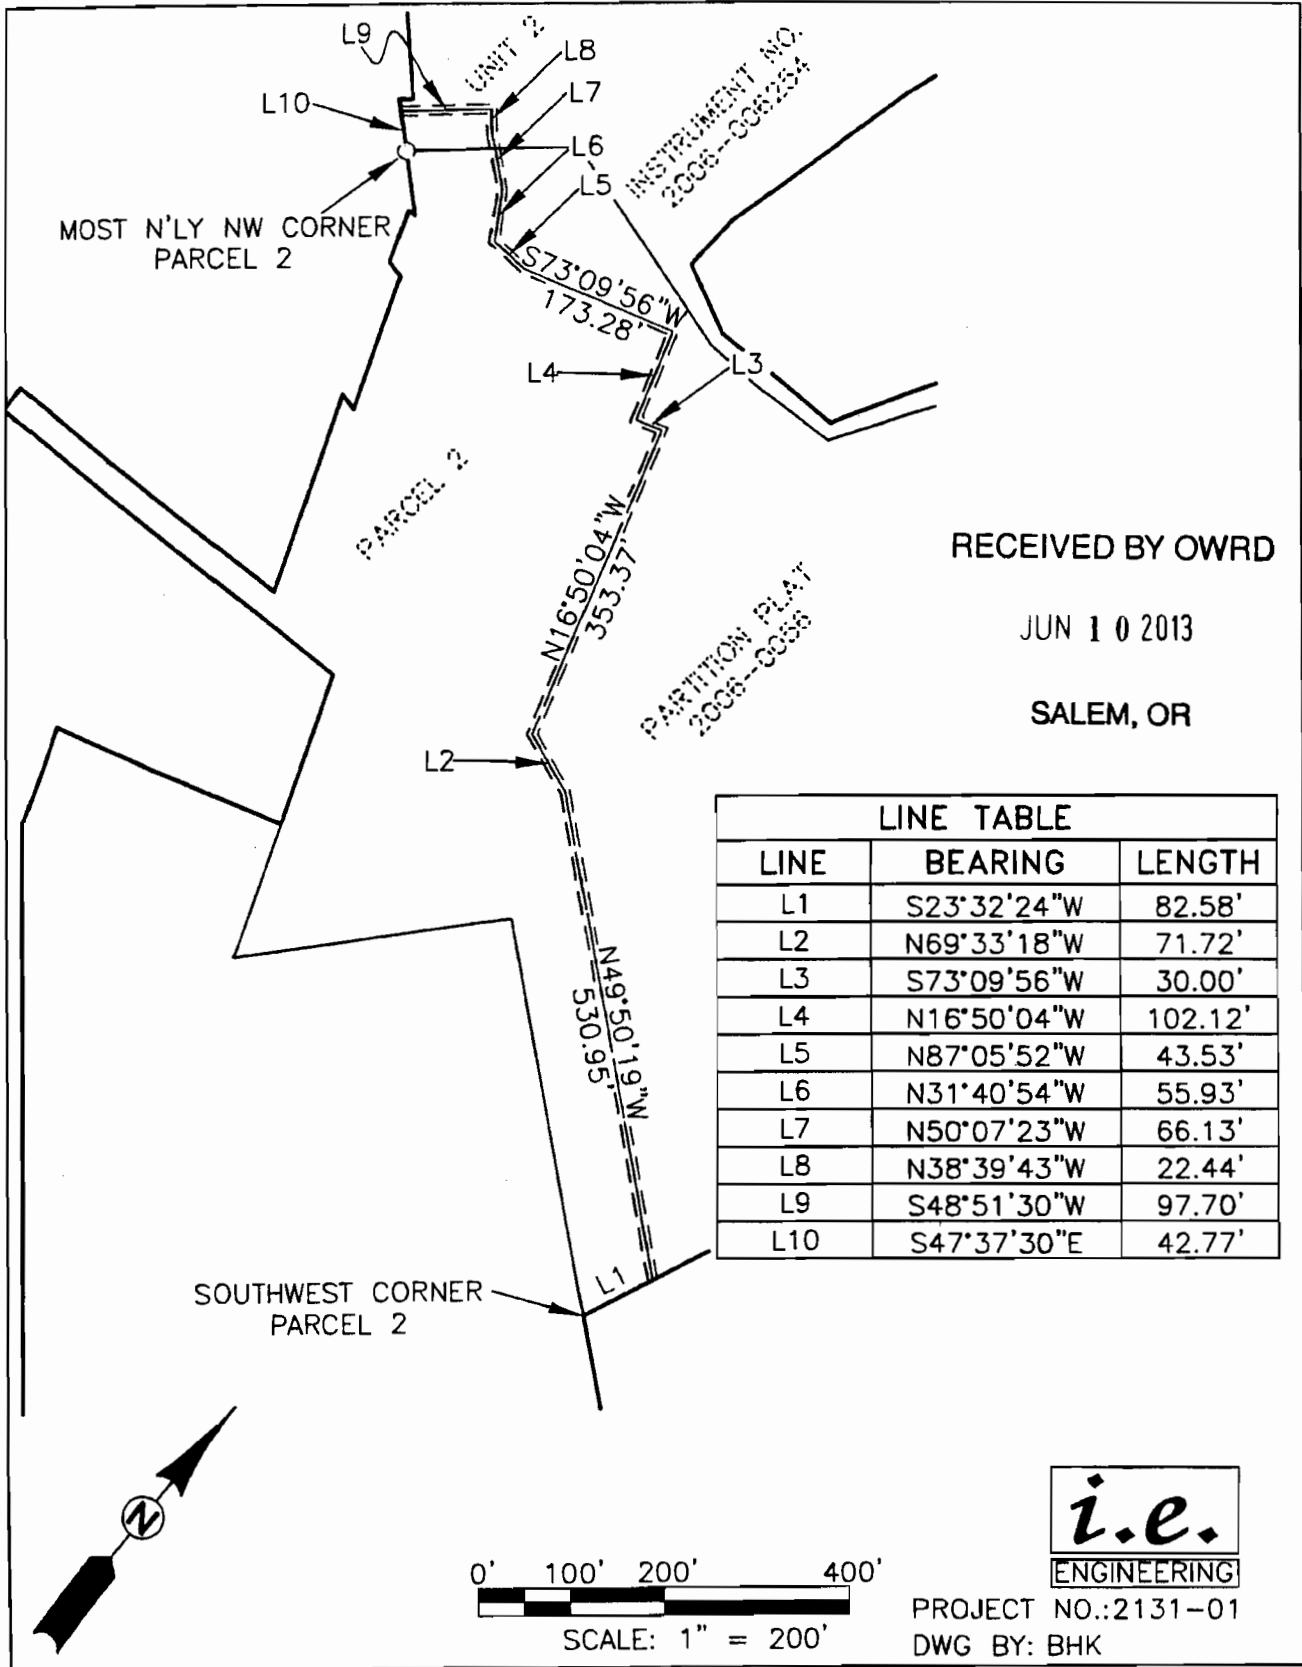 L9
UNIT 2
L8
L7
L10
L6
L5
INSTRUMENT NO.
2006-006254
MOST N'LY NW CORNER
PARCEL 2
S73°09'56"W
173.28'
L4
L3
PARCEL 2
N16°50'04"W
353.37'
RECEIVED BY OWRD
JUN 10 2013
SALEM, OR
PARTITION PLAT
2006-0056
L2
LINE TABLE
LINE BEARING LENGTH
L1 S23°32'24"W 82.58'
L2 N69°33'18"W 71.72'
L3 S73°09'56"W 30.00'
L4 N16°50'04"W 102.12'
L5 N87°05'52"W 43.53'
L6 N31°40'54"W 55.93'
L7 N50°07'23"W 66.13'
L8 N38°39'43"W 22.44'
L9 S48°51'30"W 97.70'
L10 S47°37'30"E 42.77'
N49°50'19"W
530.95'
L1
SOUTHWEST CORNER
PARCEL 2
N
0' 100' 200' 400'
SCALE: 1" = 200'
i.e.
ENGINEERING
PROJECT NO.:2131-01
DWG BY: BHK